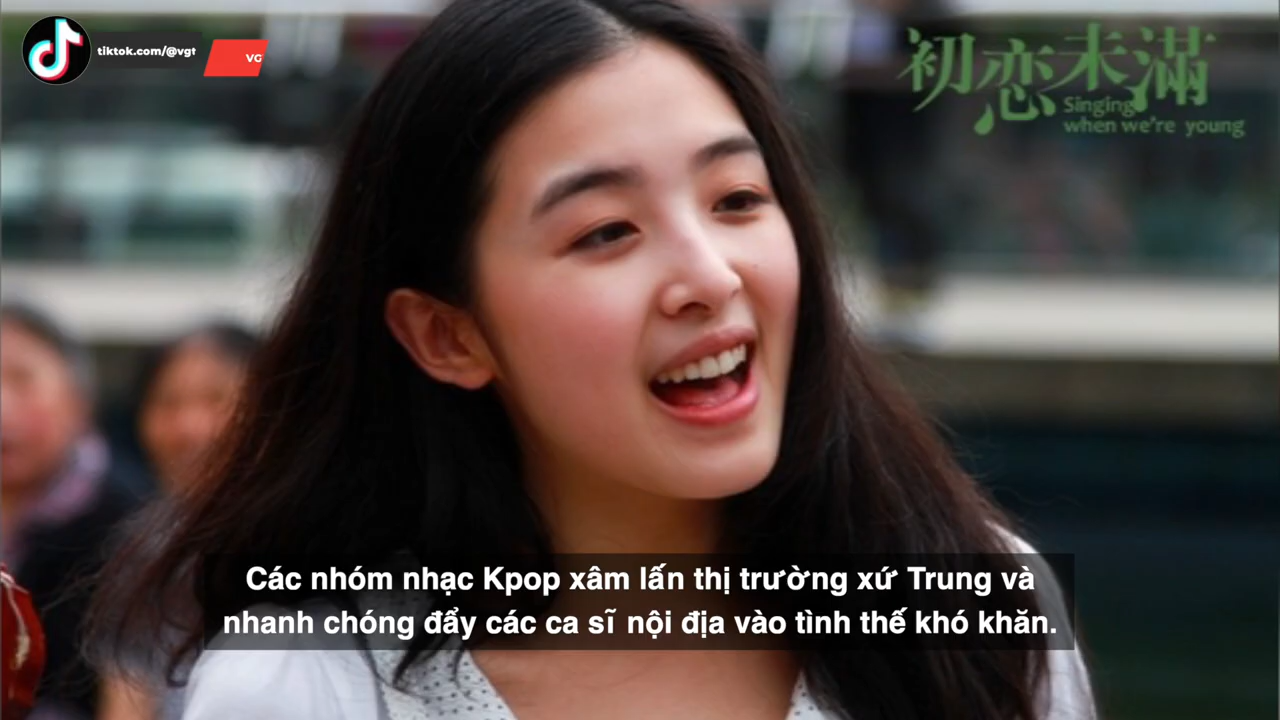 tiktok.com/@vgt
VG
初恋未滿
Singing
when we're young
Các nhóm nhạc Kpop xâm lấn thị trường xứ Trung và
nhanh chóng đẩy các ca sĩ nội địa vào tình thế khó khăn.